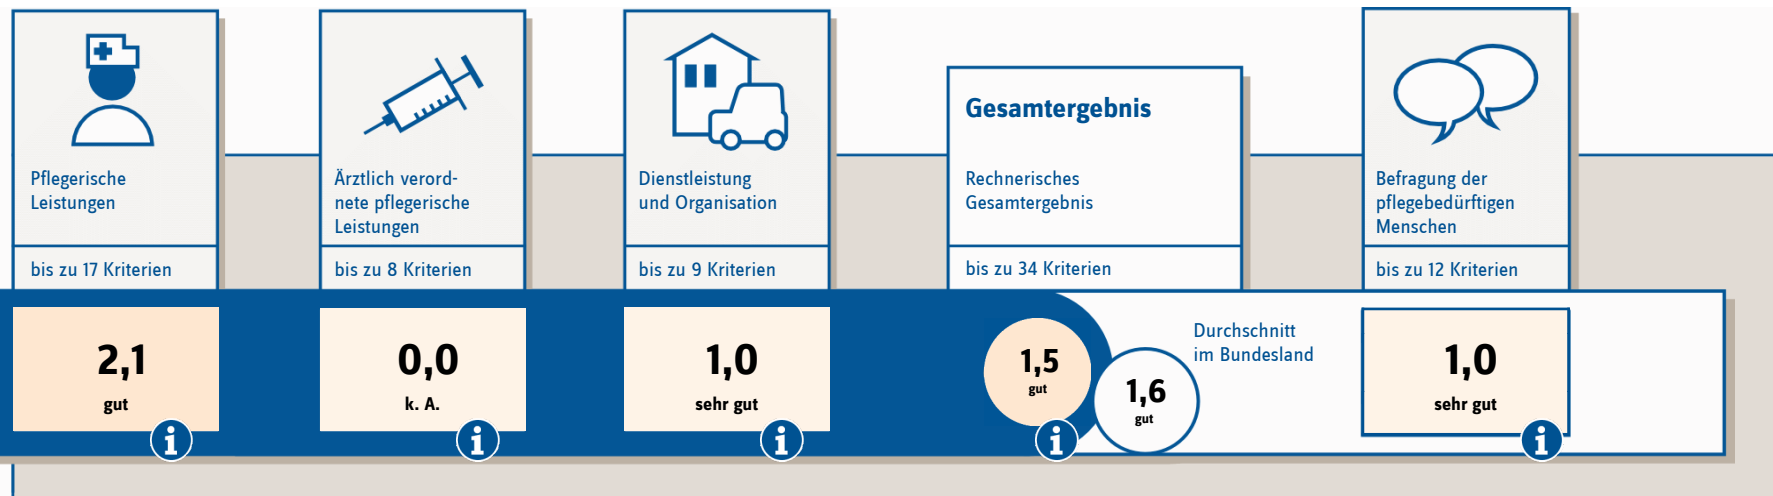 Pflegerische
Leistungen
bis zu 17 Kriterien
2,1
gut
i
Ärztlich verord-
nete pflegerische
Leistungen
bis zu 8 Kriterien
0,0
k. A.
i
Dienstleistung
und Organisation
bis zu 9 Kriterien
1,0
sehr gut
i
Gesamtergebnis
Rechnerisches
Gesamtergebnis
bis zu 34 Kriterien
1,5
gut
i
1,6
gut
Durchschnitt
im Bundesland
Befragung der
pflegebedürftigen
Menschen
bis zu 12 Kriterien
1,0
sehr gut
i